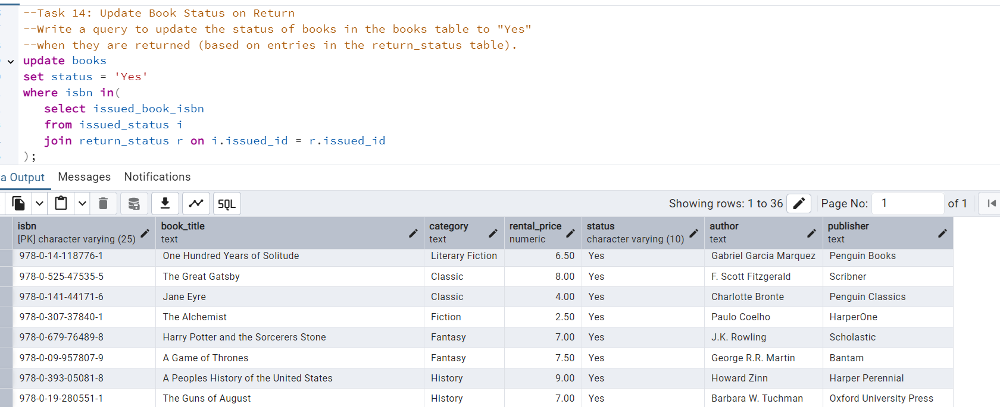 --Task 14: Update Book Status on Return
--Write a query to update the status of books in the books table to "Yes"
--when they are returned (based on entries in the return_status table).
update books
set status = 'Yes'
where isbn in(
select issued_book_isbn
from issued_status i
join return_status r on i.issued_id = r.issued_id
);
a Output Messages Notifications
SQL Showing rows: 1 to 36 Page No: 1 of 1
isbn book_title category rental_price status author publisher
[PK] character varying (25) text text numeric character varying (10) text text
978-0-14-118776-1 One Hundred Years of Solitude Literary Fiction 6.50 Yes Gabriel Garcia Marquez Penguin Books
978-0-525-47535-5 The Great Gatsby Classic 8.00 Yes F. Scott Fitzgerald Scribner
978-0-141-44171-6 Jane Eyre Classic 4.00 Yes Charlotte Bronte Penguin Classics
978-0-307-37840-1 The Alchemist Fiction 2.50 Yes Paulo Coelho HarperOne
978-0-679-76489-8 Harry Potter and the Sorcerers Stone Fantasy 7.00 Yes J.K. Rowling Scholastic
978-0-09-957807-9 A Game of Thrones Fantasy 7.50 Yes George R.R. Martin Bantam
978-0-393-05081-8 A Peoples History of the United States History 9.00 Yes Howard Zinn Harper Perennial
978-0-19-280551-1 The Guns of August History 7.00 Yes Barbara W. Tuchman Oxford University Press